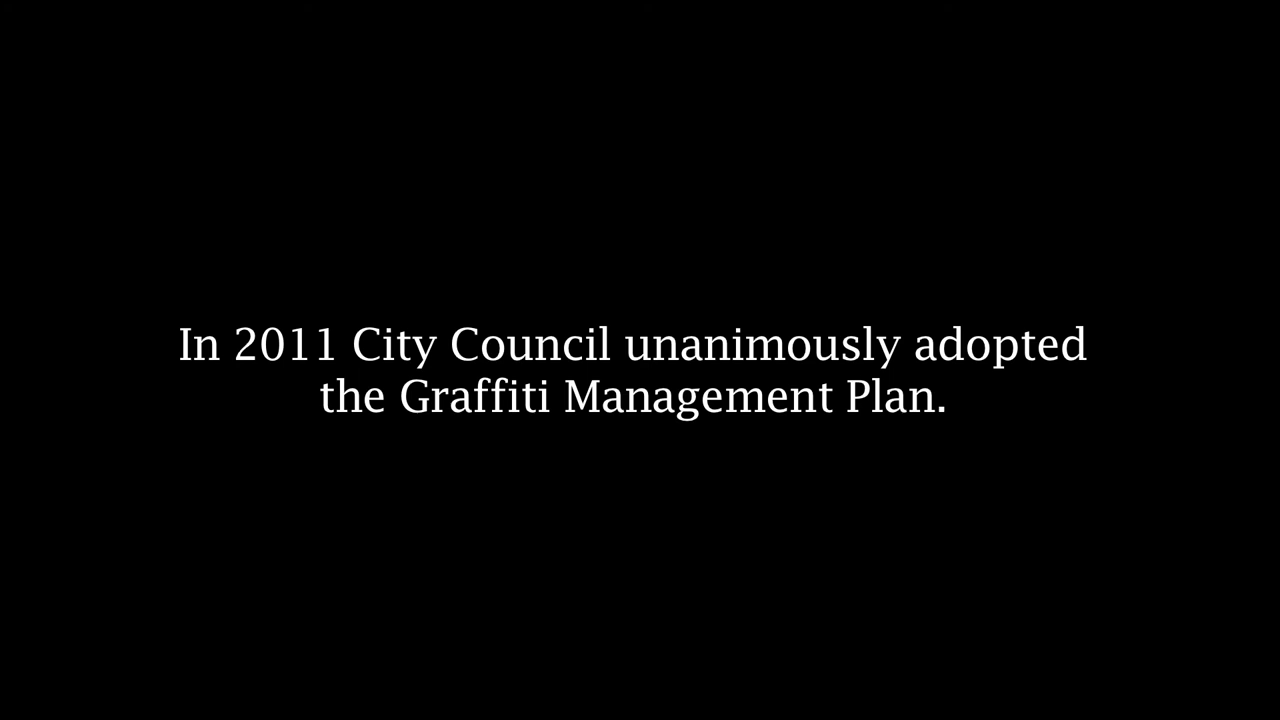 In 2011 City Council unanimously adopted
the Graffiti Management Plan.